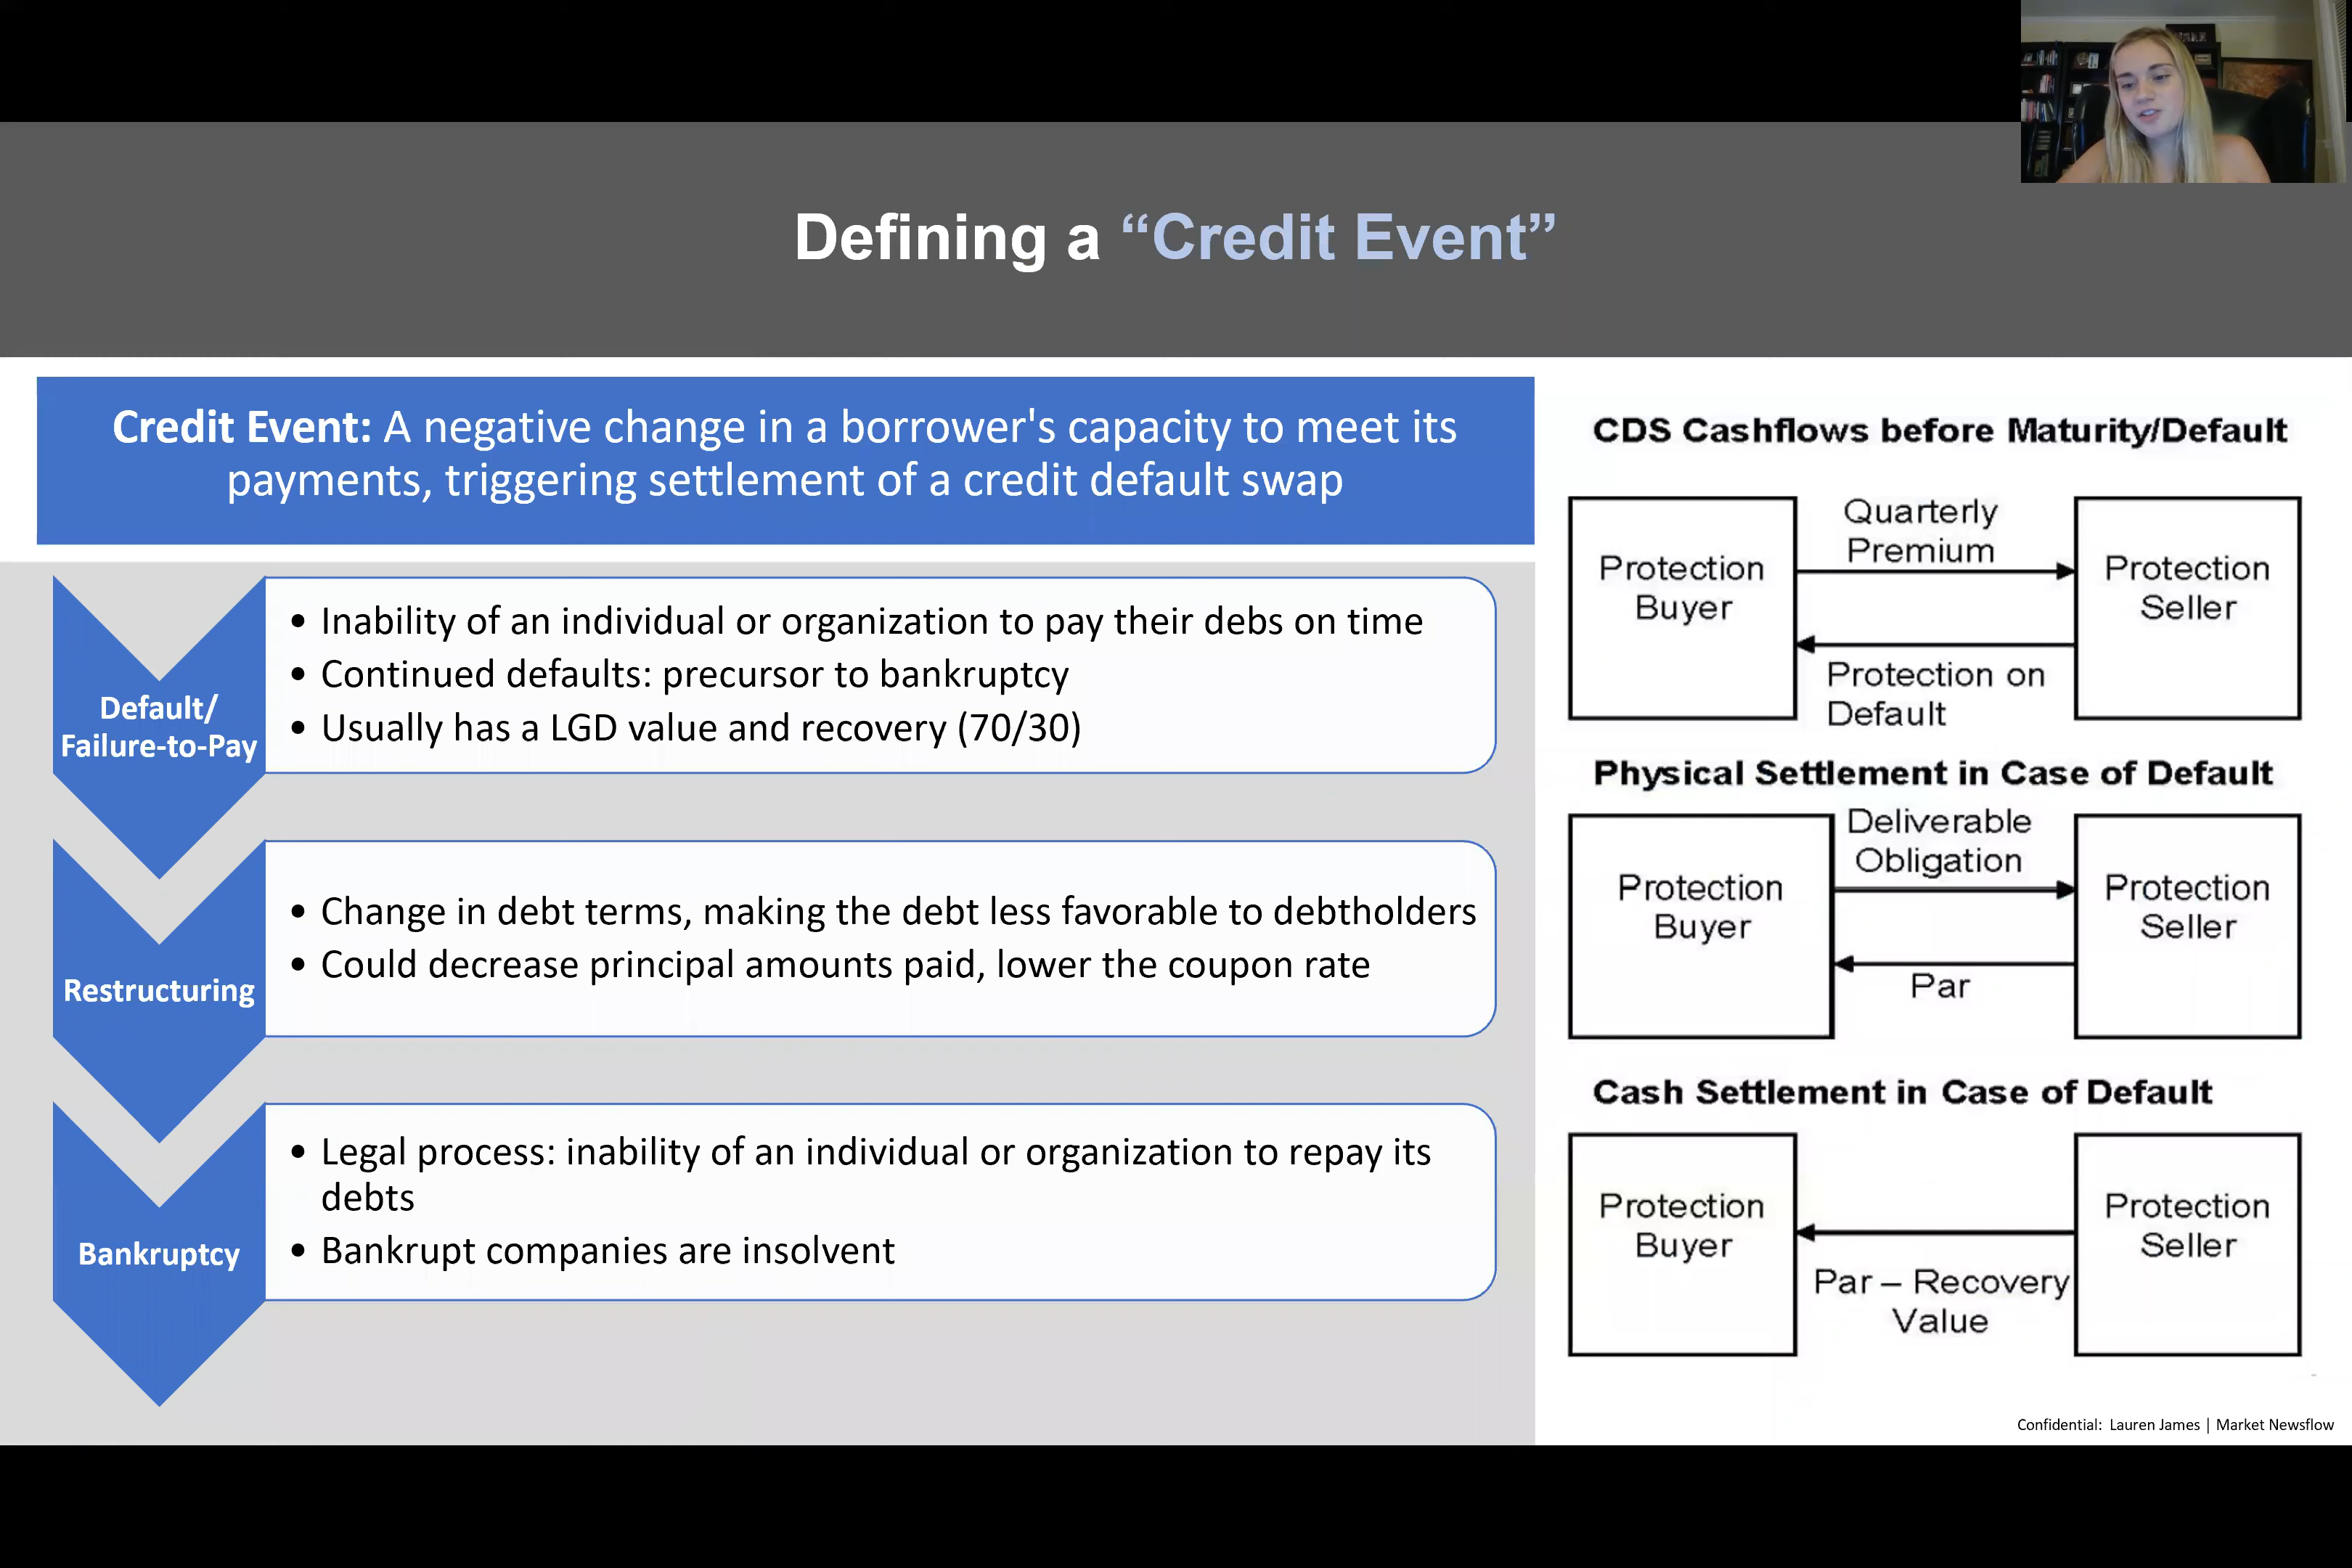 Defining a “Credit Event”
Credit Event: A negative change in a borrower's capacity to meet its
payments, triggering settlement of a credit default swap
Default/
Failure-to-Pay
• Inability of an individual or organization to pay their debs on time
• Continued defaults: precursor to bankruptcy
• Usually has a LGD value and recovery (70/30)
Restructuring
• Change in debt terms, making the debt less favorable to debtholders
• Could decrease principal amounts paid, lower the coupon rate
Bankruptcy
• Legal process: inability of an individual or organization to repay its
debts
• Bankrupt companies are insolvent
CDS Cashflows before Maturity/Default
Protection
Buyer
Quarterly
Premium
Protection on
Default
Protection
Seller
Physical Settlement in Case of Default
Protection
Buyer
Deliverable
Obligation
Par
Protection
Seller
Cash Settlement in Case of Default
Protection
Buyer
Par – Recovery
Value
Protection
Seller
Confidential: Lauren James | Market Newsflow